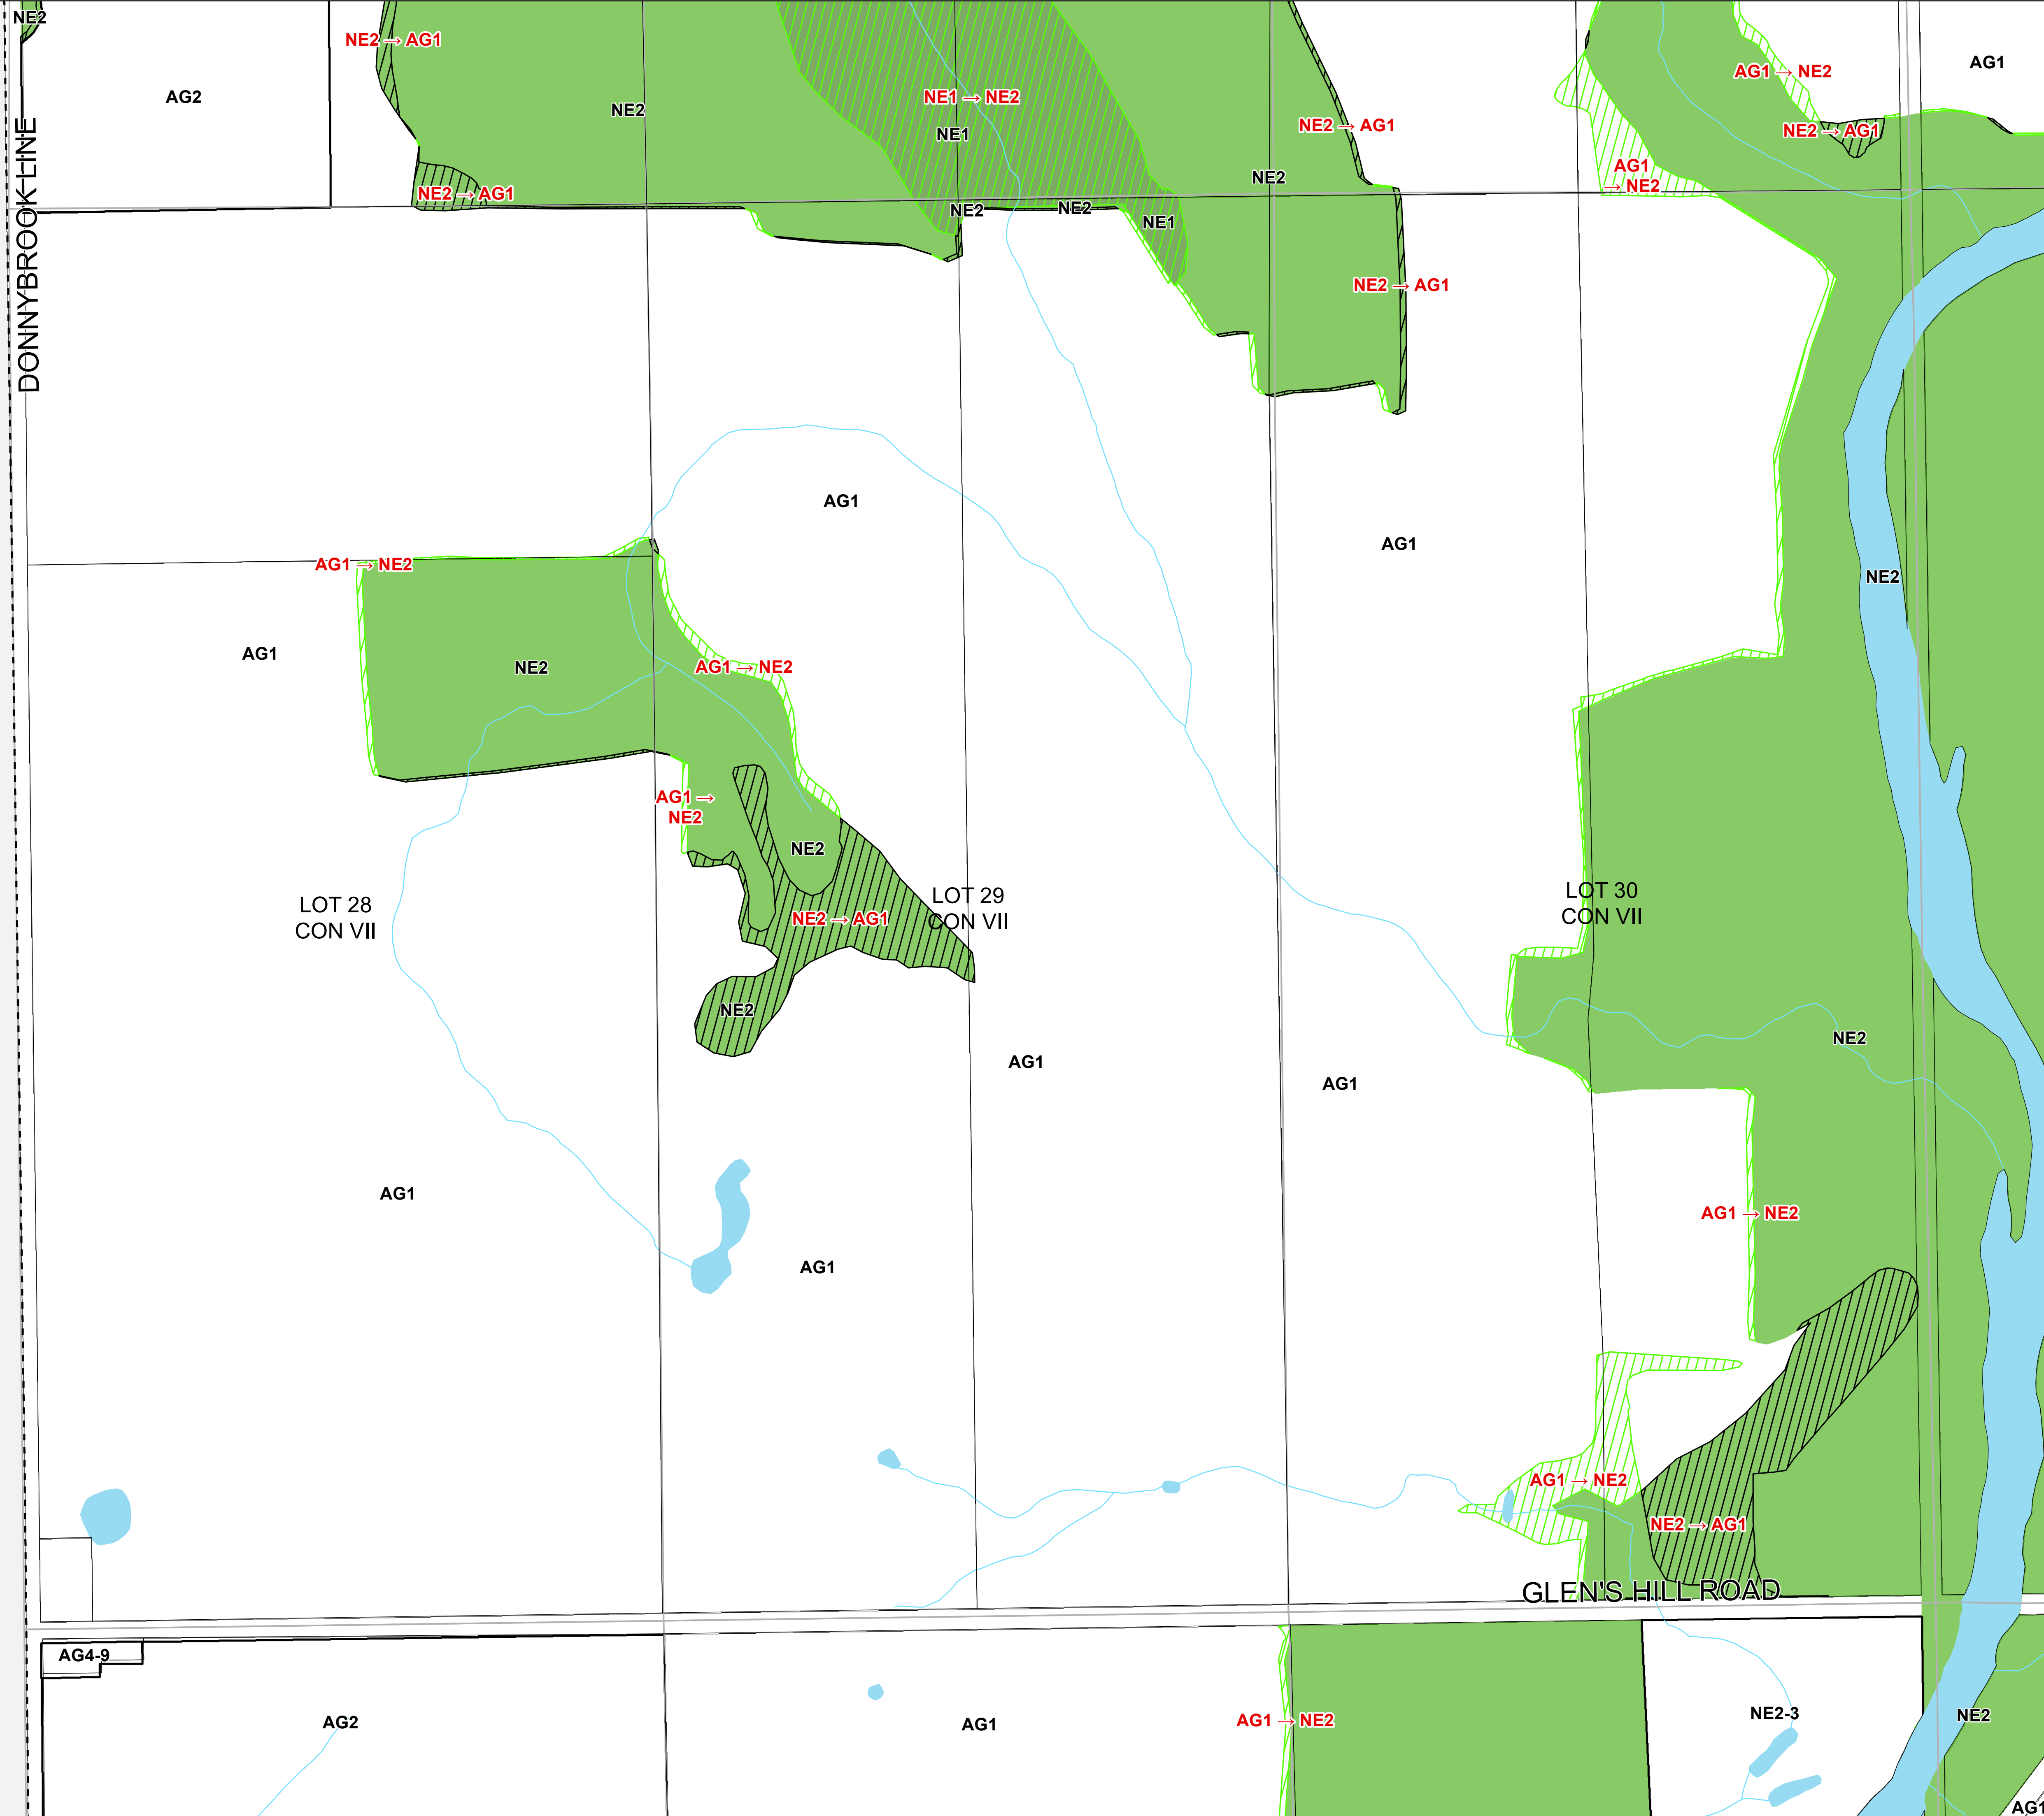 NE2
NE2 → AG1
AG2
NE2
NE1 → NE2
NE1
NE2 → AG1
AG1 → NE2
AG1
NE2 → AG1
AG1
→ NE2
NE2
NE2 → AG1
NE2
NE2
NE1
DONNYBROOK LINE
NE2 → AG1
AG1
AG1
AG1 → NE2
NE2
AG1
NE2
AG1 → NE2
AG1 →
NE2
NE2
LOT 28
CON VII
NE2 → AG1
LOT 29
CON VII
LOT 30
CON VII
NE2
AG1
AG1
NE2
AG1
AG1
AG1 → NE2
AG1 → NE2
NE2 → AG1
GLEN'S HILL ROAD
AG4-9
AG2
AG1
AG1 → NE2
NE2-3
NE2
AG1